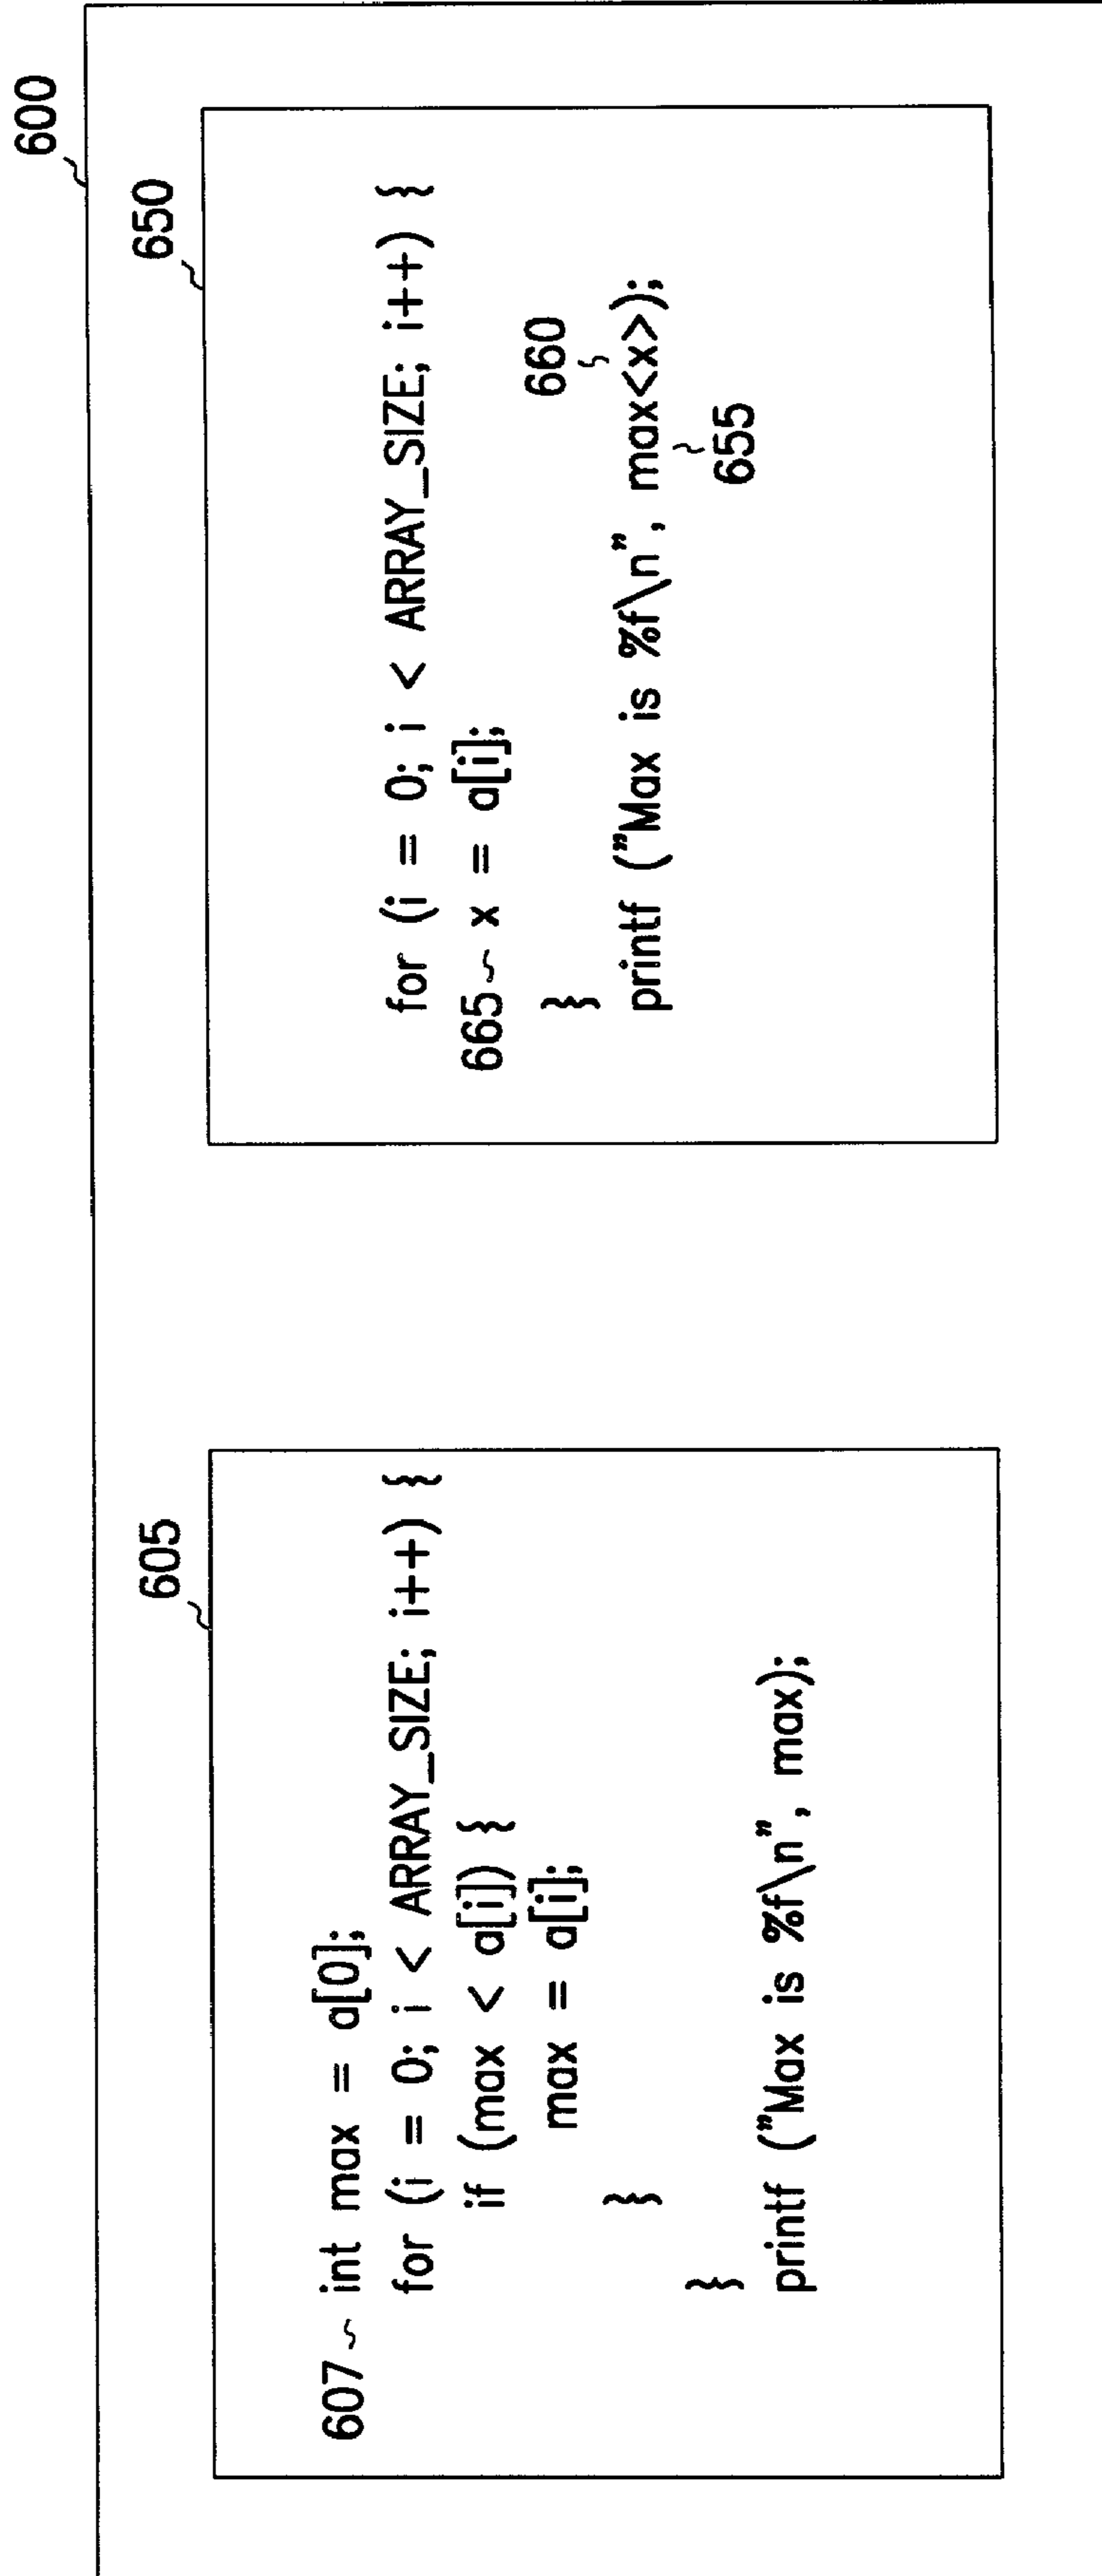 600
605
607 int max = a[0];
for (i = 0; i < ARRAY_SIZE; i++) {
if (max < a[i]) {
max = a[i];
}
}
printf ("Max is %f\n", max);
650
for (i = 0; i < ARRAY_SIZE; i++) {
665 x = a[i];
}
660
printf ("Max is %f\n", max<x>);
655